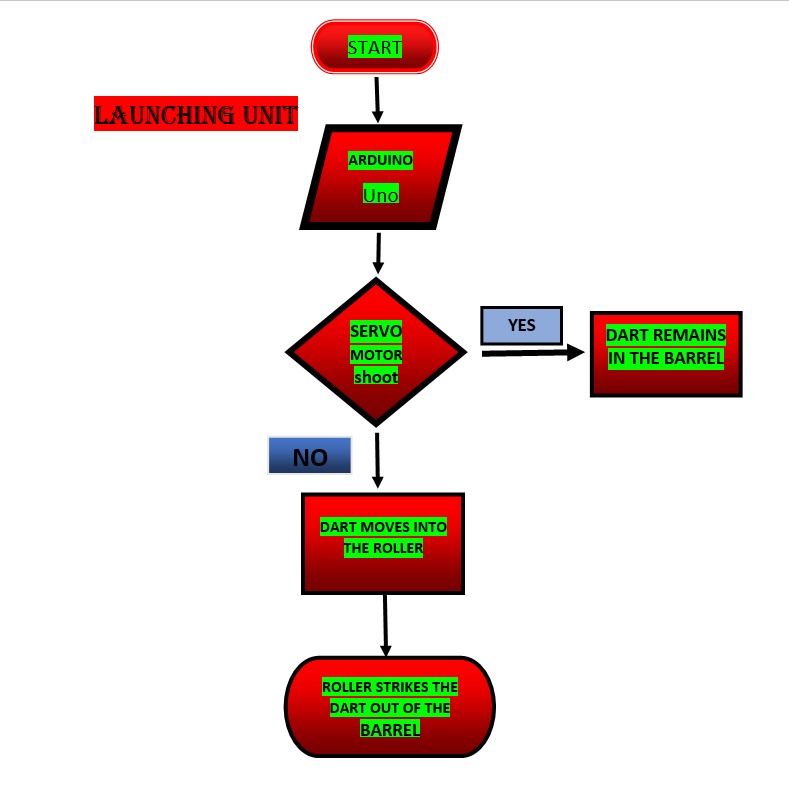 START
LAUNCHING UNIT
ARDUINO
Uno
SERVO
MOTOR
shoot
YES
DART REMAINS
IN THE BARREL
NO
DART MOVES INTO
THE ROLLER
ROLLER STRIKES THE
DART OUT OF THE
BARREL